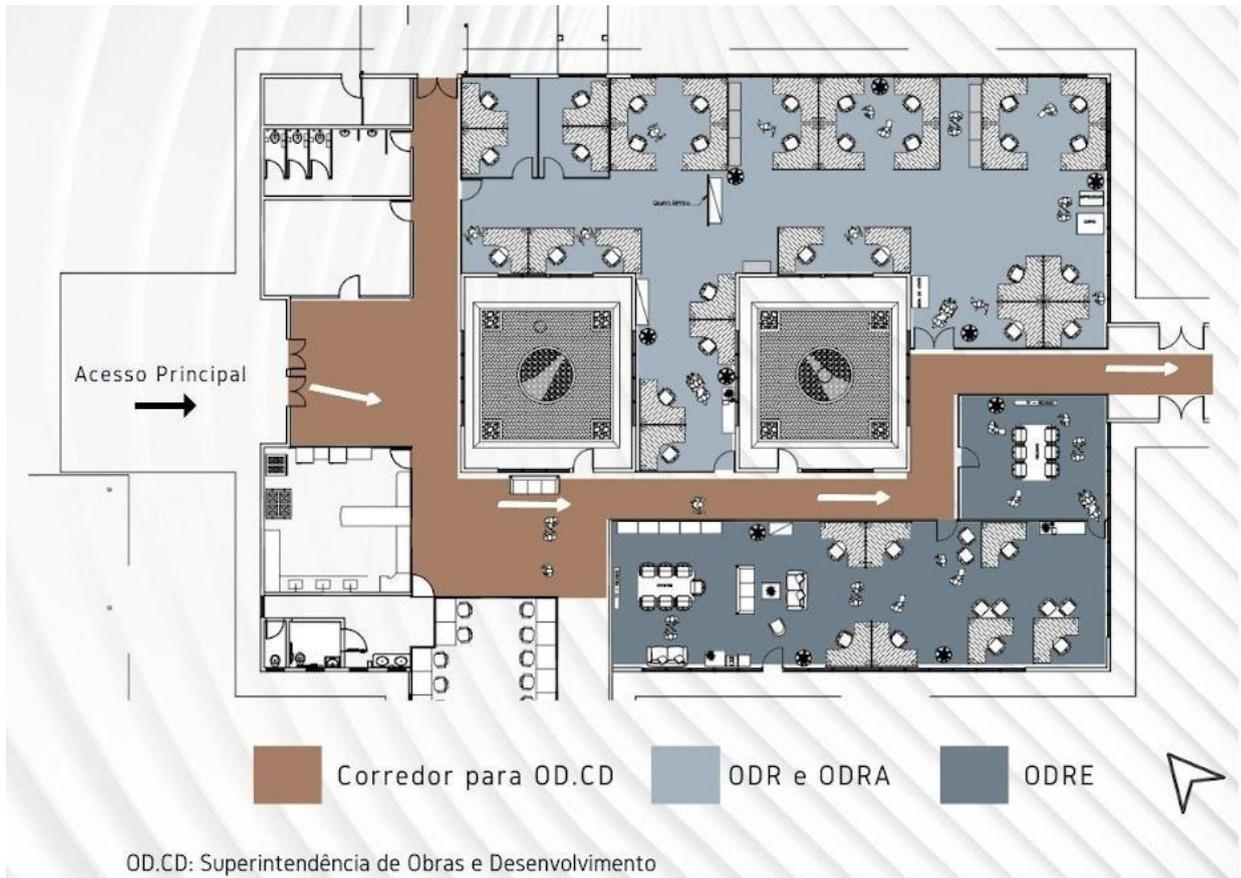 Acesso Principal
Corredor para OD.CD
ODR e ODRA
ODRE
OD.CD: Superintendência de Obras e Desenvolvimento